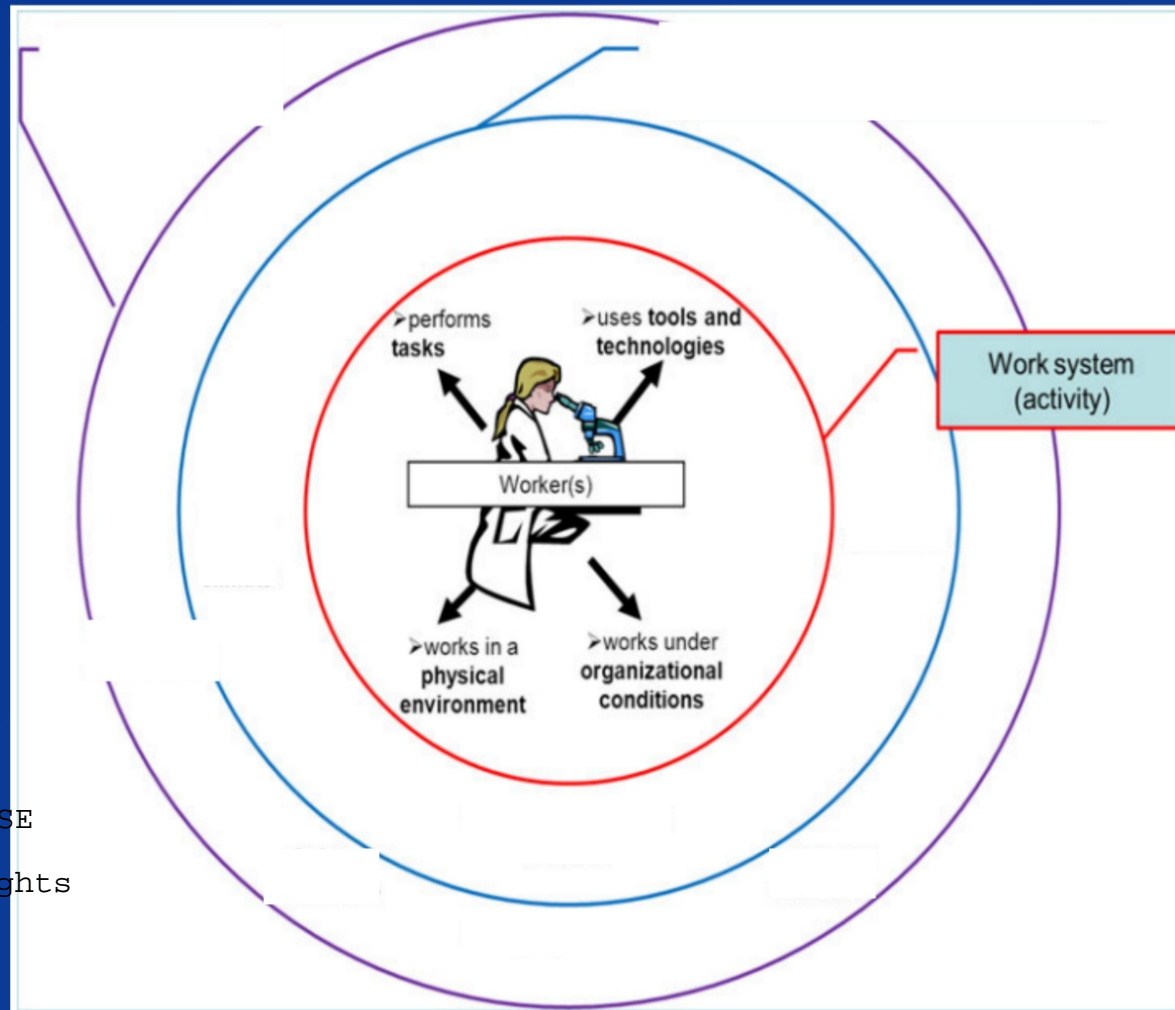 ➢performs
tasks
➢uses tools and
technologies
Work system
(activity)
Worker(s)
➢works in a
physical
environment
➢works under
organizational
conditions
SE
ghts